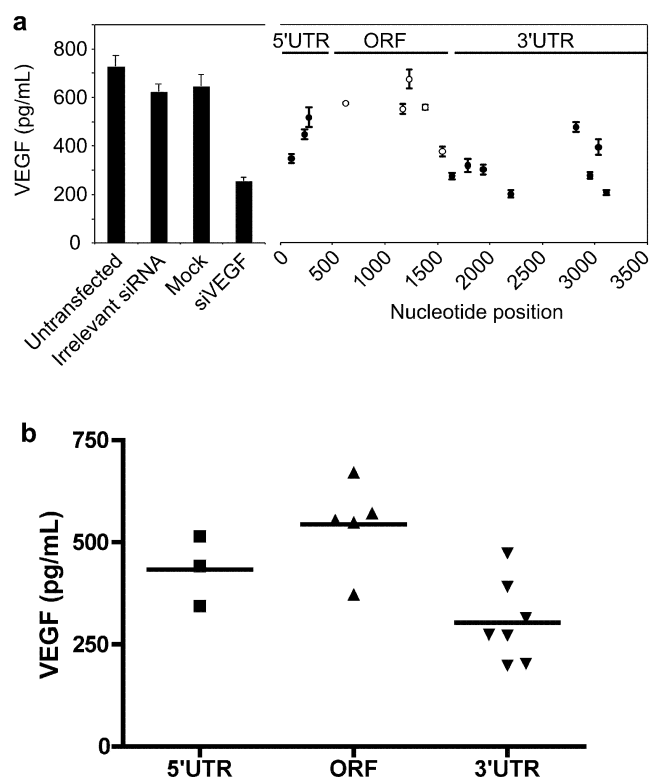 a
5'UTR ORF 3'UTR
800
600
400
200
0
VEGF (pg/mL)
Untransfected
Irrelevant siRNA
Mock
siVEGF
0 500 1000 1500 2000 2500 3000 3500
Nucleotide position
b
750
500
250
0
VEGF (pg/mL)
5'UTR ORF 3'UTR